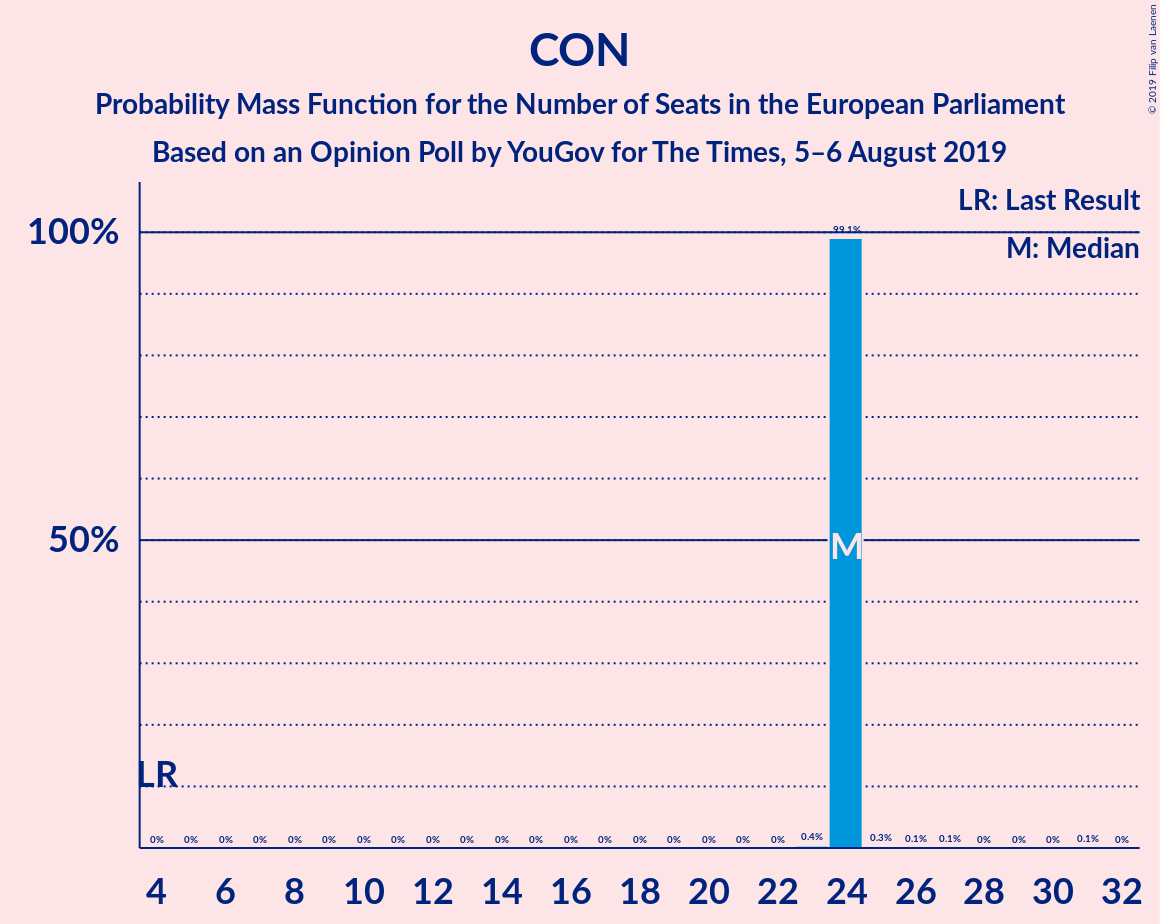 CON
Probability Mass Function for the Number of Seats in the European Parliament
Based on an Opinion Poll by YouGov for The Times, 5–6 August 2019
© 2019 Filip van Laenen
LR: Last Result
M: Median
100%
50%
99.1%
M
LR
0% 0% 0% 0% 0% 0% 0% 0% 0% 0% 0% 0% 0% 0% 0% 0% 0% 0% 0% 0.4% 0.3% 0.1% 0.1% 0% 0% 0% 0.1% 0%
4 6 8 10 12 14 16 18 20 22 24 26 28 30 32